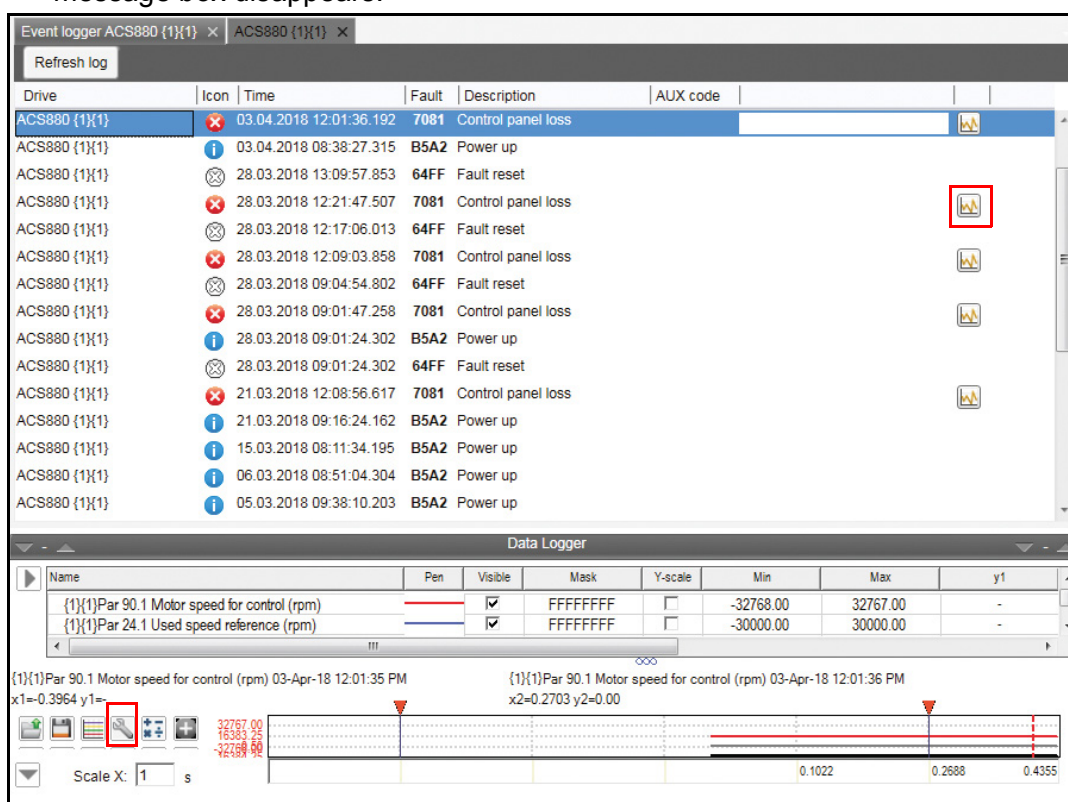 message box disappears.
Event logger ACS880 {1}{1} × ACS880 {1}{1} ×
Refresh log
Drive Icon Time Fault Description AUX code
ACS880 {1}{1} 03.04.2018 12:01:36.192 7081 Control panel loss
ACS880 {1}{1} 03.04.2018 08:38:27.315 B5A2 Power up
ACS880 {1}{1} 28.03.2018 13:09:57.853 64FF Fault reset
ACS880 {1}{1} 28.03.2018 12:21:47.507 7081 Control panel loss
ACS880 {1}{1} 28.03.2018 12:17:06.013 64FF Fault reset
ACS880 {1}{1} 28.03.2018 12:09:03.858 7081 Control panel loss
ACS880 {1}{1} 28.03.2018 09:04:54.802 64FF Fault reset
ACS880 {1}{1} 28.03.2018 09:01:47.258 7081 Control panel loss
ACS880 {1}{1} 28.03.2018 09:01:24.302 B5A2 Power up
ACS880 {1}{1} 28.03.2018 09:01:24.302 64FF Fault reset
ACS880 {1}{1} 21.03.2018 12:08:56.617 7081 Control panel loss
ACS880 {1}{1} 21.03.2018 09:16:24.162 B5A2 Power up
ACS880 {1}{1} 15.03.2018 08:11:34.195 B5A2 Power up
ACS880 {1}{1} 06.03.2018 08:51:04.304 B5A2 Power up
ACS880 {1}{1} 05.03.2018 09:38:10.203 B5A2 Power up
Data Logger
Name Pen Visible Mask Y-scale Min Max y1
{1}{1}Par 90.1 Motor speed for control (rpm) FFFFFFFF -32768.00 32767.00 -
{1}{1}Par 24.1 Used speed reference (rpm) FFFFFFFF -30000.00 30000.00 -
{1}{1}Par 90.1 Motor speed for control (rpm) 03-Apr-18 12:01:35 PM {1}{1}Par 90.1 Motor speed for control (rpm) 03-Apr-18 12:01:36 PM
x1=-0.3964 y1=- x2=0.2703 y2=0.00
32767.00
16383.25
Scale X: 1 s 0.1022 0.2688 0.4355